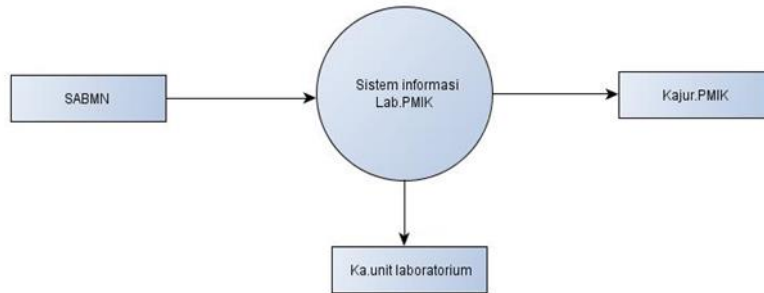 SABMN
Sistem informasi
Lab.PMIK
Kajur.PMIK
Ka.unit laboratorium